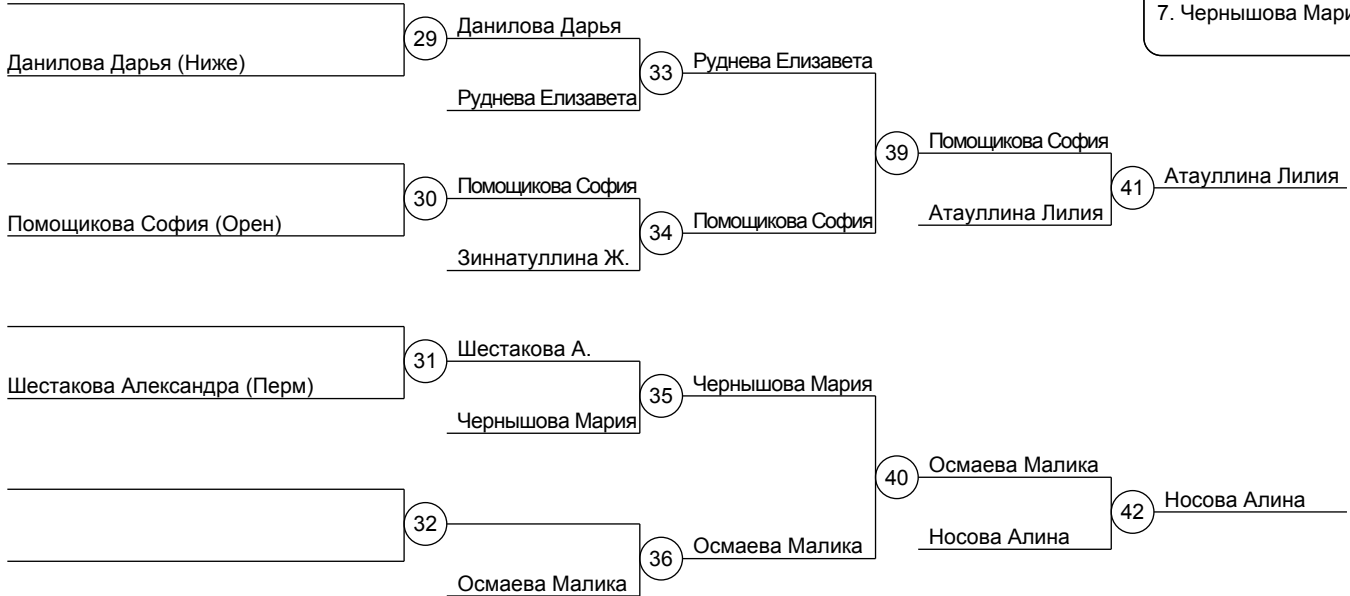 7. Чернышова Мари
29
Данилова Дарья
Данилова Дарья (Ниже)
33
Руднева Елизавета
Руднева Елизавета
39
Помощикова София
41
Атауллина Лилия
30
Помощикова София
Помощикова София (Орен)
34
Помощикова София
Атауллина Лилия
Зиннатуллина Ж.
31
Шестакова А.
Шестакова Александра (Перм)
35
Чернышова Мария
Чернышова Мария
40
Осмаева Малика
42
Носова Алина
32
36
Осмаева Малика
Носова Алина
Осмаева Малика